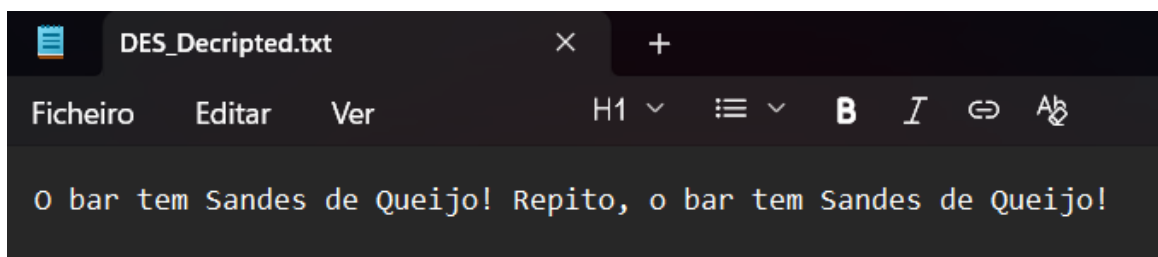 DES_Decripted.txt
Ficheiro Editar Ver H1 B I
O bar tem Sandes de Queijo! Repito, o bar tem Sandes de Queijo!